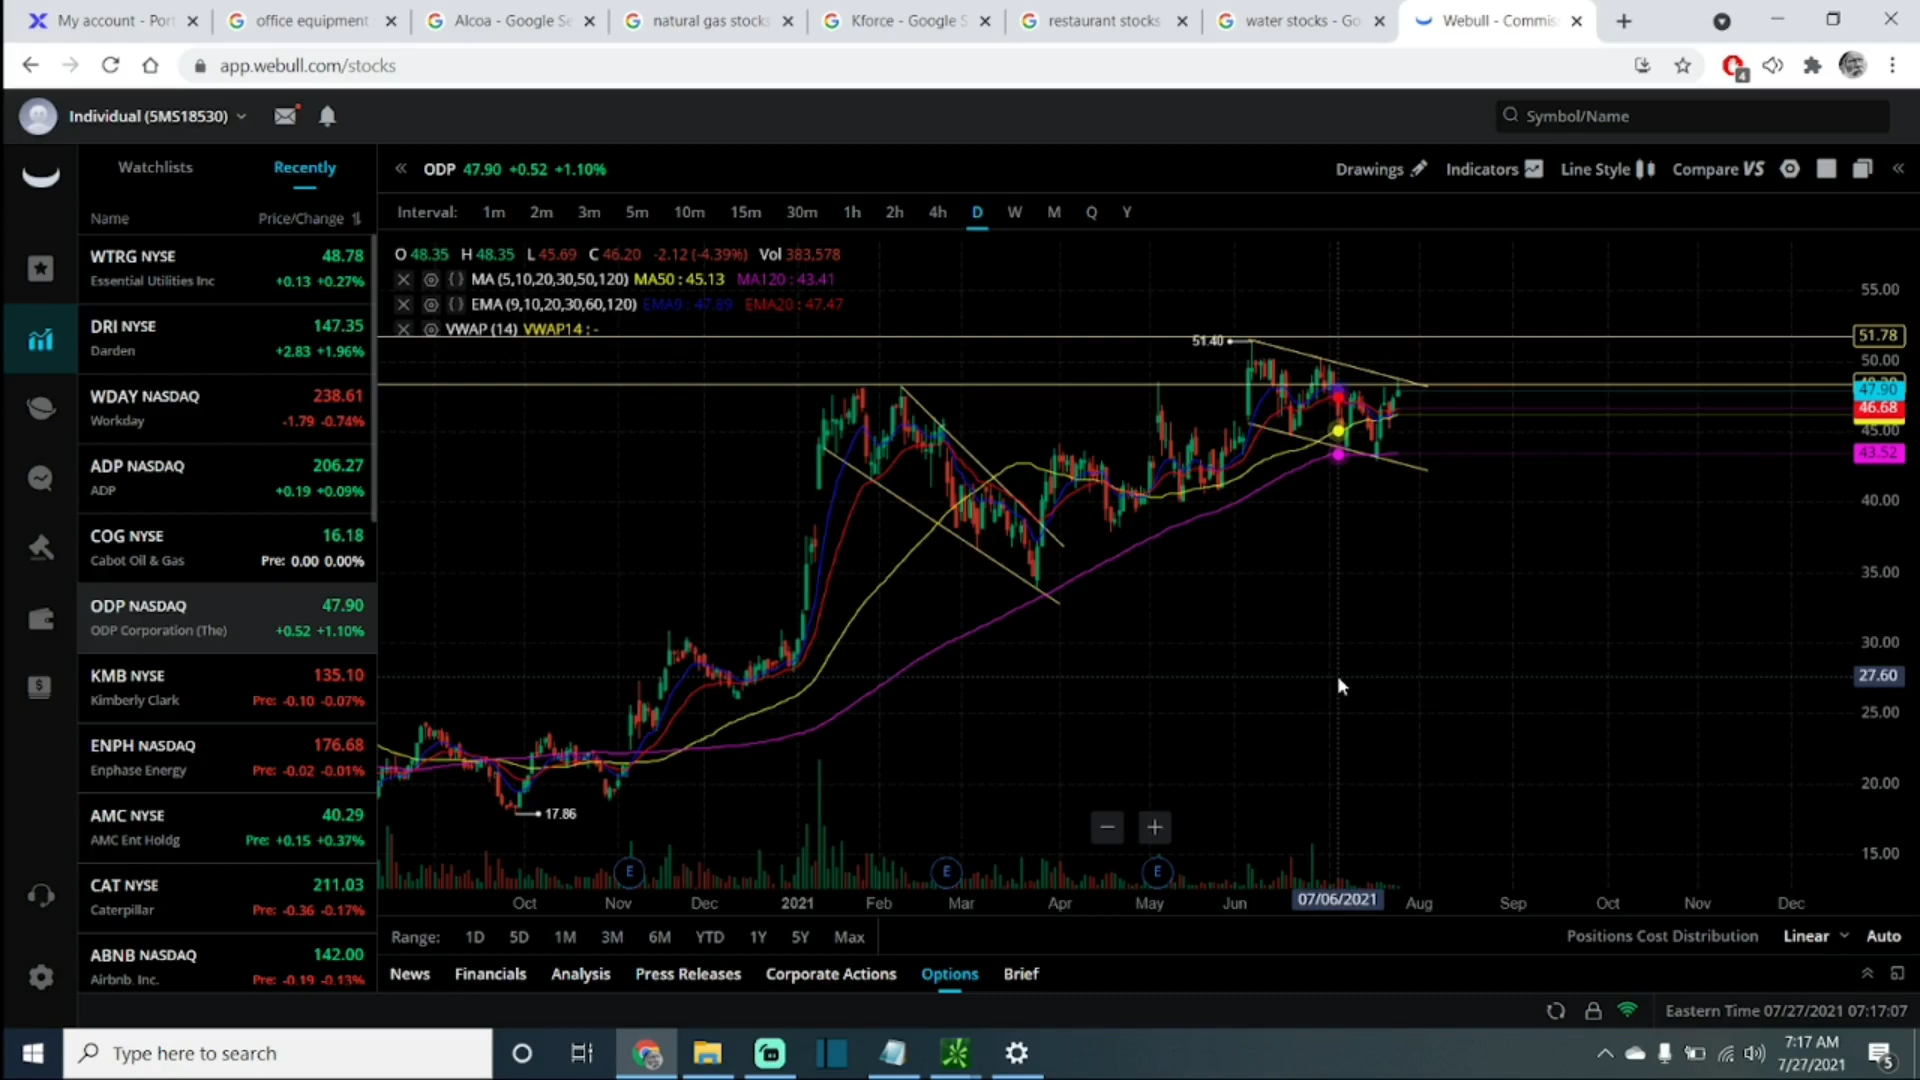 My account - Por
office equipment
Alcoa - Google Se
natural gas stocks
Kforce - Google S
restaurant stocks
water stocks - Go
Webull - Commis
app.webull.com/stocks
4
Individual (5MS18530)
Symbol/Name
Watchlists
Recently
ODP 47.90 +0.52 +1.10%
Drawings
Indicators
Line Style
Compare VS
Name
Price/Change
Interval: 1m 2m 3m 5m 10m 15m 30m 1h 2h 4h D W M Q Y
WTRG NYSE 48.78
Essential Utilities Inc +0.13 +0.27%
DRI NYSE 147.35
Darden +2.83 +1.96%
WDAY NASDAQ 238.61
Workday -1.79 -0.74%
ADP NASDAQ 206.27
ADP +0.19 +0.09%
COG NYSE 16.18
Cabot Oil & Gas Pre: 0.00 0.00%
ODP NASDAQ 47.90
ODP Corporation (The) +0.52 +1.10%
KMB NYSE 135.10
Kimberly Clark Pre: -0.10 -0.07%
ENPH NASDAQ 176.68
Enphase Energy Pre: -0.02 -0.01%
AMC NYSE 40.29
AMC Ent Holdg Pre: +0.15 +0.37%
CAT NYSE 211.03
Caterpillar Pre: -0.36 -0.17%
ABNB NASDAQ 142.00
Airbnb, Inc. Pre: -0.19 -0.13%
O 48.35 H 48.35 L 45.69 C 46.20 -2.12 (-4.39%) Vol 383,578
MA (5,10,20,30,50,120) MA50 : 45.13 MA120 : 43.41
EMA (9,10,20,30,60,120) EMA9 : 47.89 EMA20 : 47.47
VWAP (14) VWAP14 : -
51.40
17.86
55.00
51.78
50.00
47.90
46.68
45.00
43.52
40.00
35.00
30.00
27.60
25.00
20.00
15.00
E E E
Oct Nov Dec 2021 Feb Mar Apr May Jun 07/06/2021 Aug Sep Oct Nov Dec
Range: 1D 5D 1M 3M 6M YTD 1Y 5Y Max
Positions Cost Distribution Linear Auto
News Financials Analysis Press Releases Corporate Actions Options Brief
Eastern Time 07/27/2021 07:17:07
Type here to search
7:17 AM
7/27/2021
5